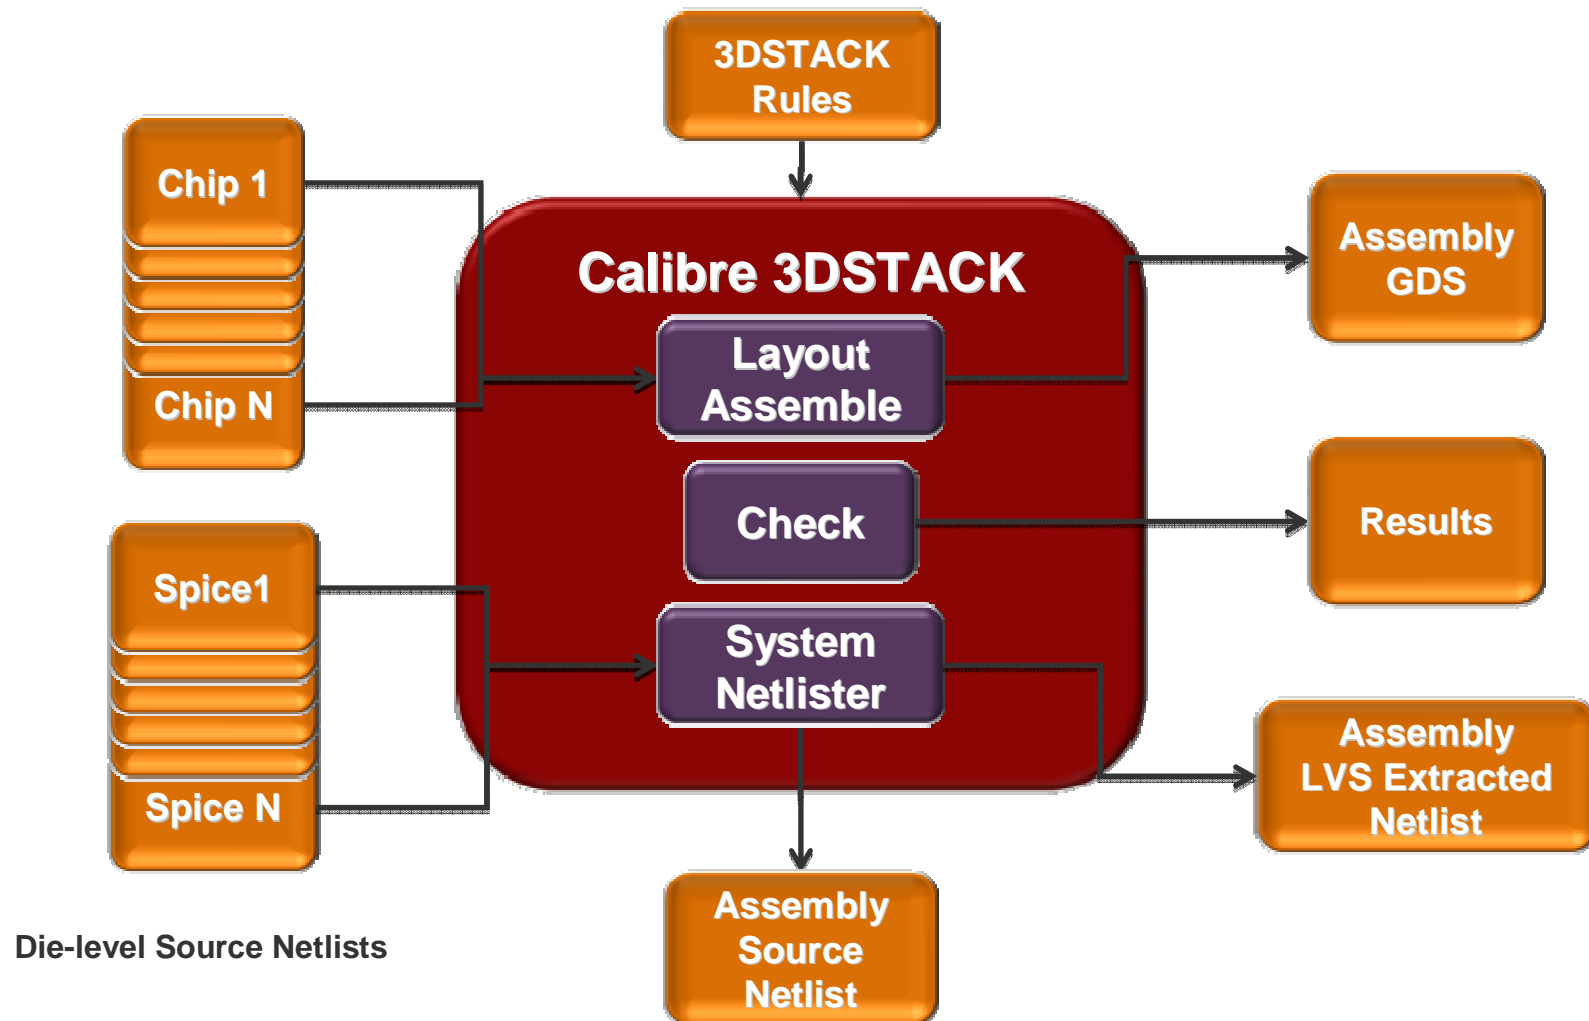 3DSTACK
Rules
Chip 1
Chip N
Calibre 3DSTACK
Layout
Assemble
Check
System
Netlister
Assembly
GDS
Results
Spice1
Spice N
Assembly
LVS Extracted
Netlist
Assembly
Source
Netlist
Die-level Source Netlists